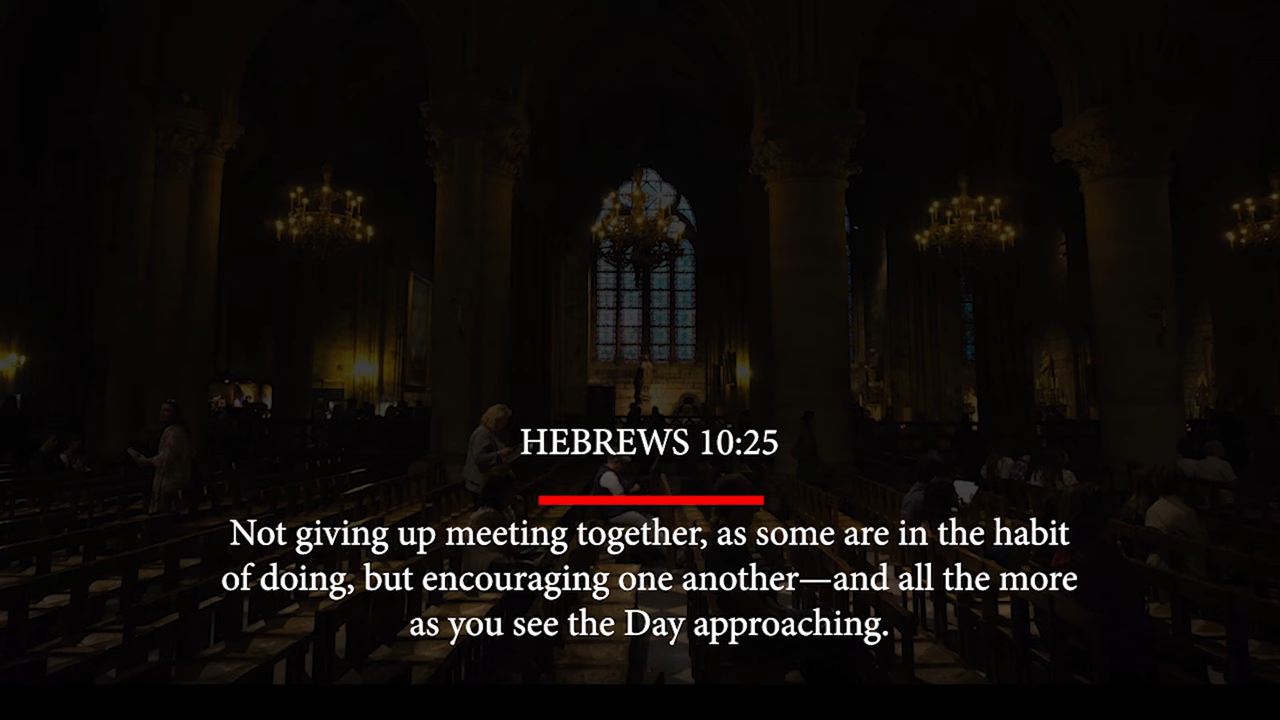 HEBREWS 10:25
Not giving up meeting together, as some are in the habit
of doing, but encouraging one another—and all the more
as you see the Day approaching.